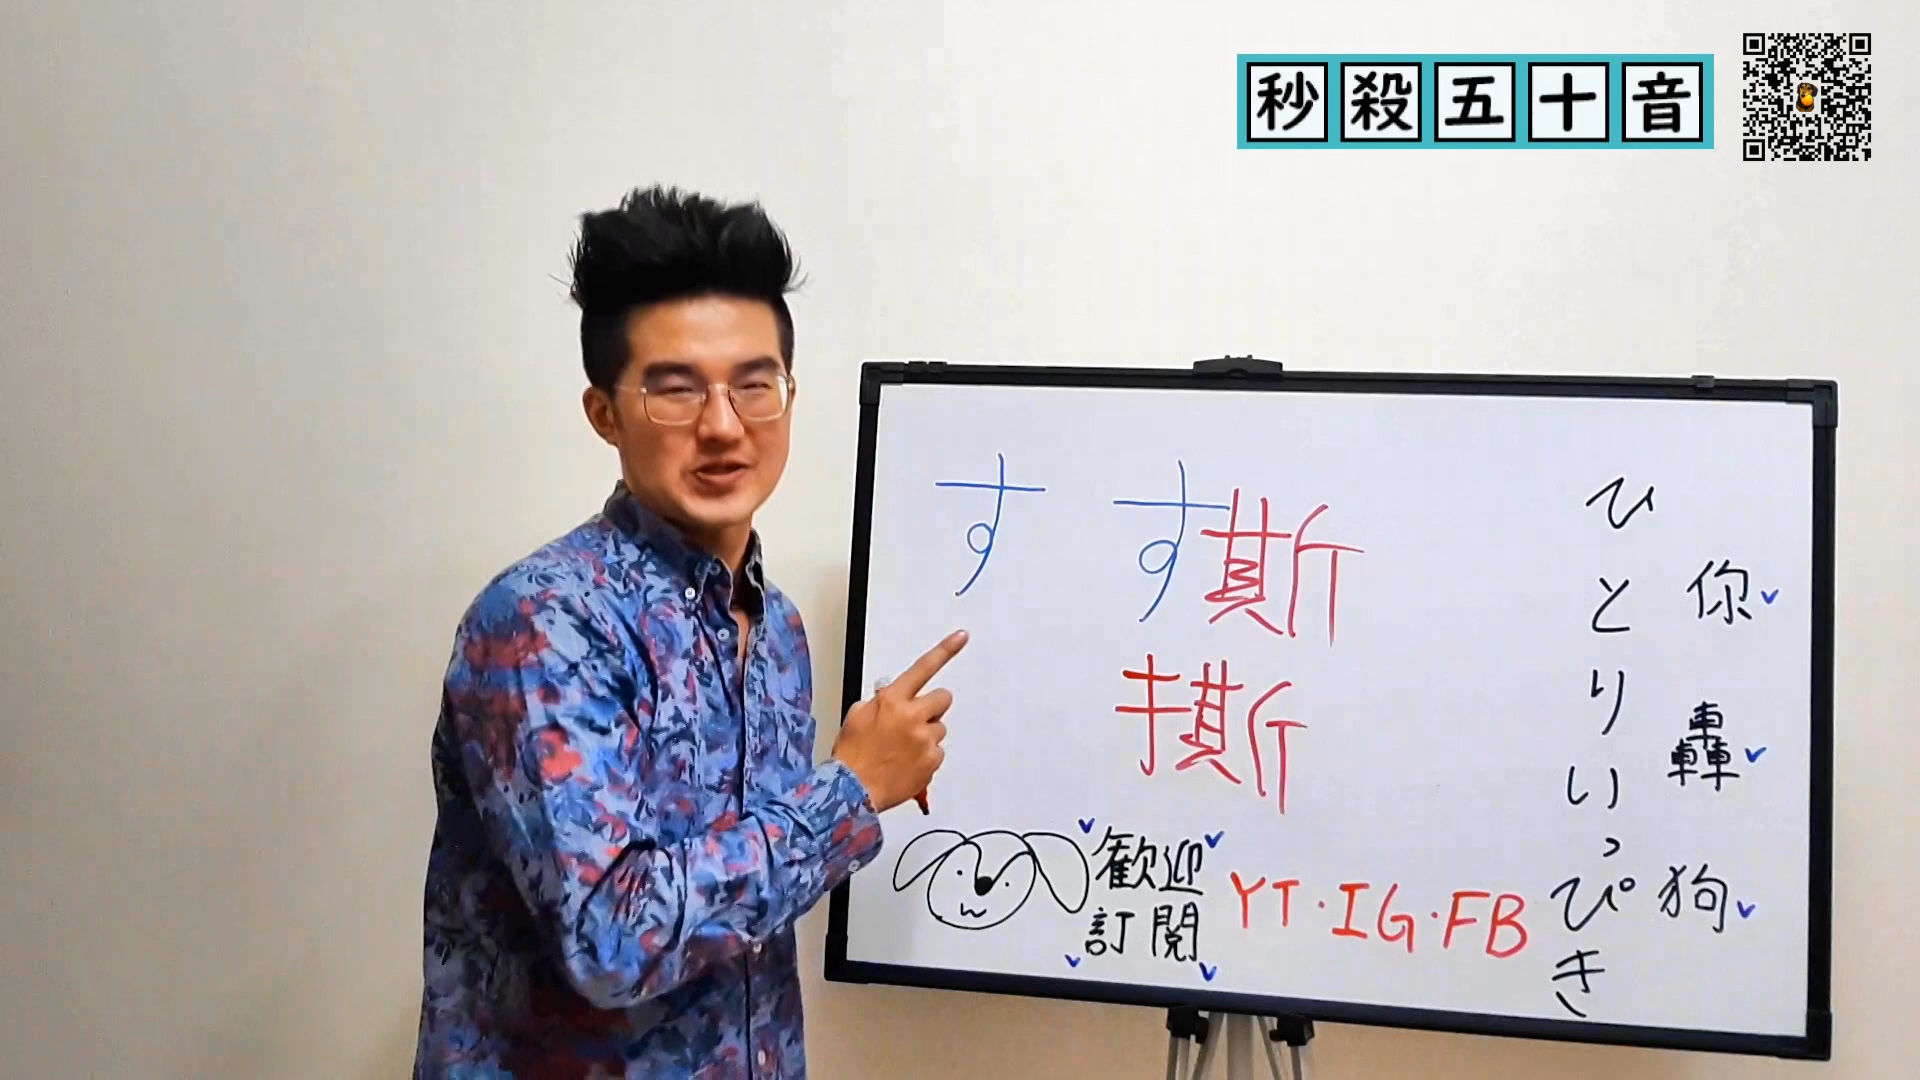 秒殺五十音
す す斯
撕
ひとりいっぴき
你
轟
狗
歡迎
訂閱
YT·IG·FB